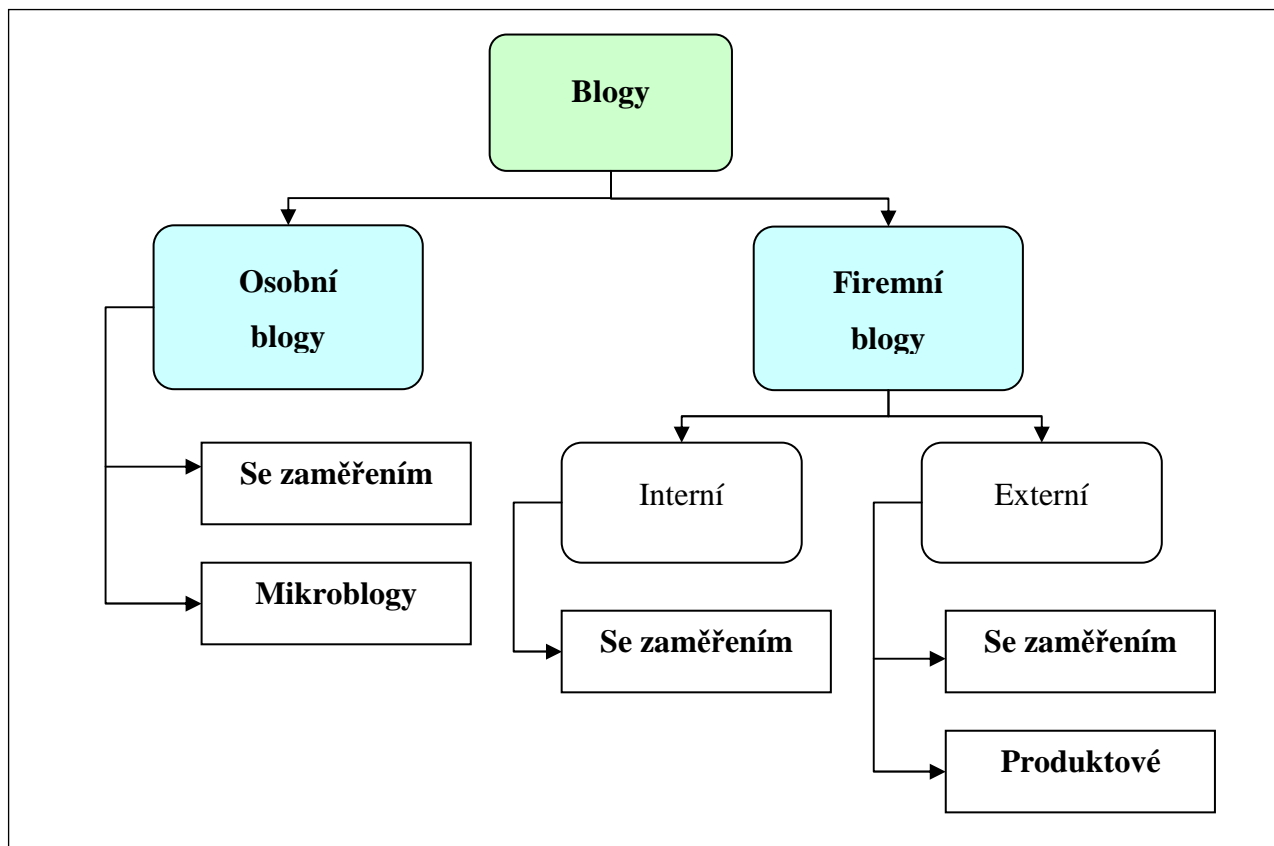 Blogy
Osobní
blogy
Firemní
blogy
Se zaměřením
Mikroblogy
Interní
Externí
Se zaměřením
Se zaměřením
Produktové